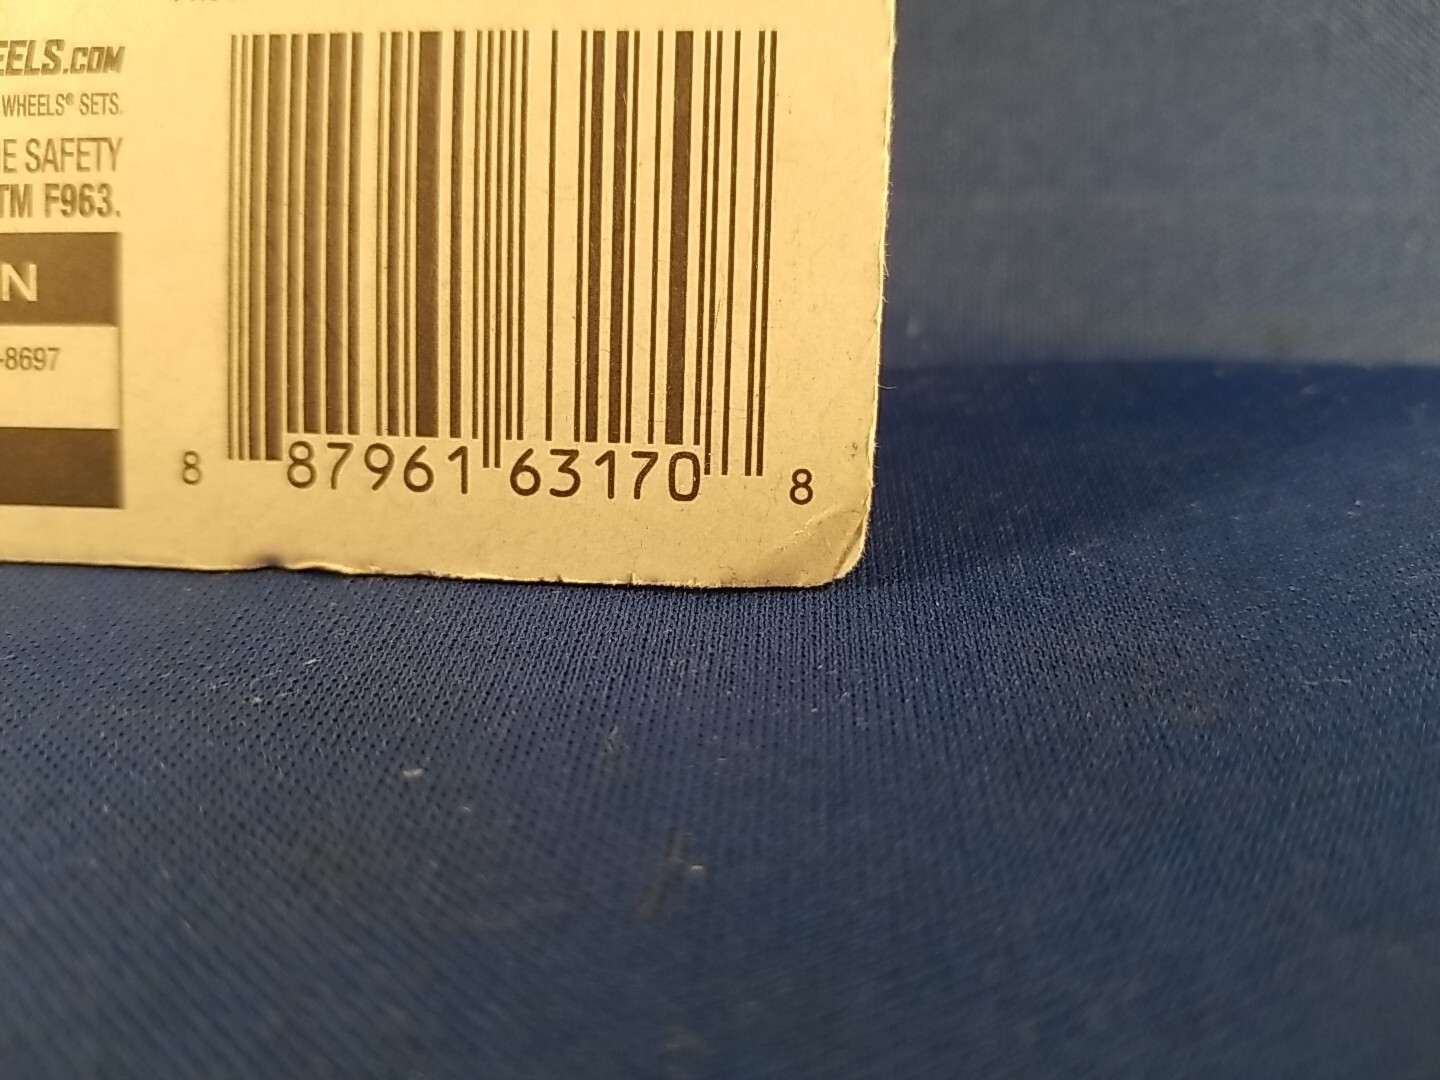 EELS.COM
WHEELS® SETS.
E SAFETY
TM F963.
N
-8697
8 87961 63170 8